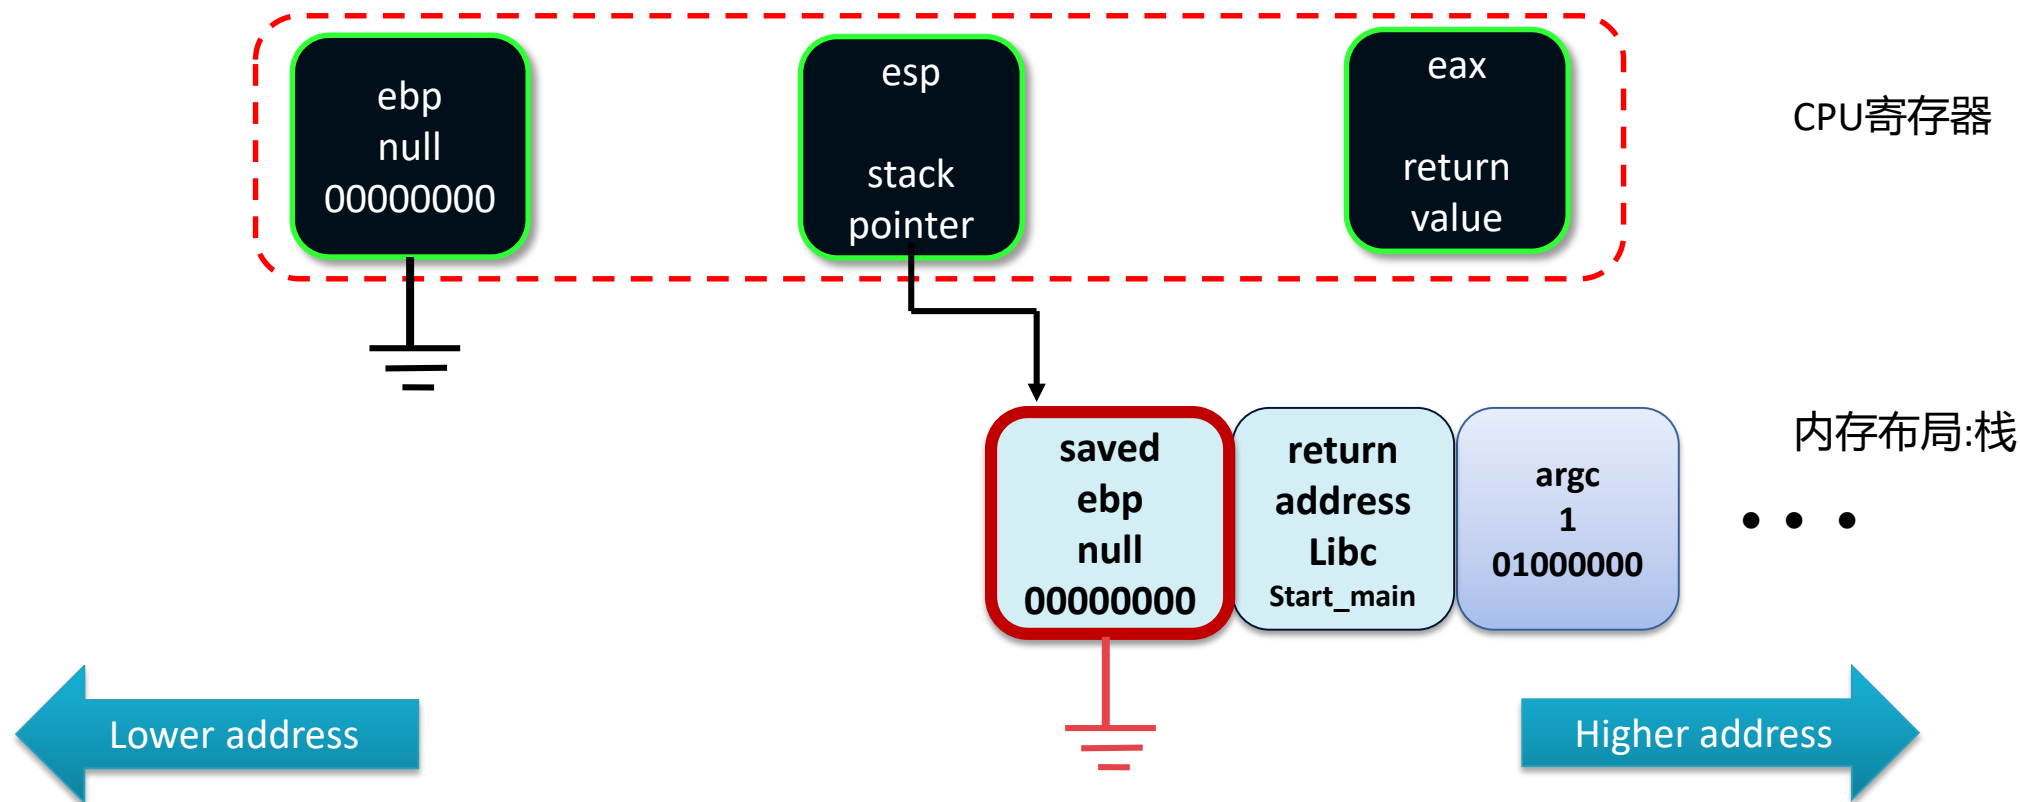 ebp
null
00000000
esp
stack
pointer
eax
return
value
CPU寄存器
saved
ebp
null
00000000
return
address
Libc
Start_main
argc
1
01000000
内存布局:栈
Lower address
Higher address